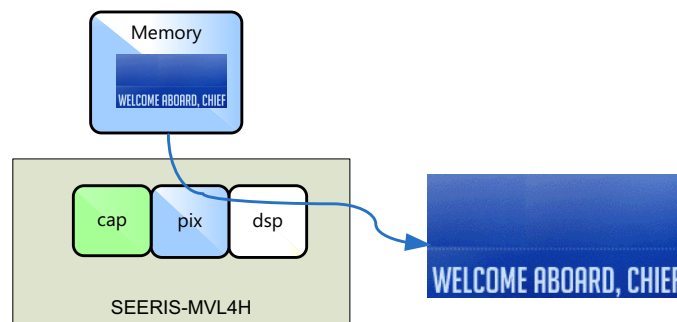 Memory
WELCOME ABOARD, CHIEF
cap
pix
dsp
WELCOME ABOARD, CHIEF
SEERIS-MVL4H